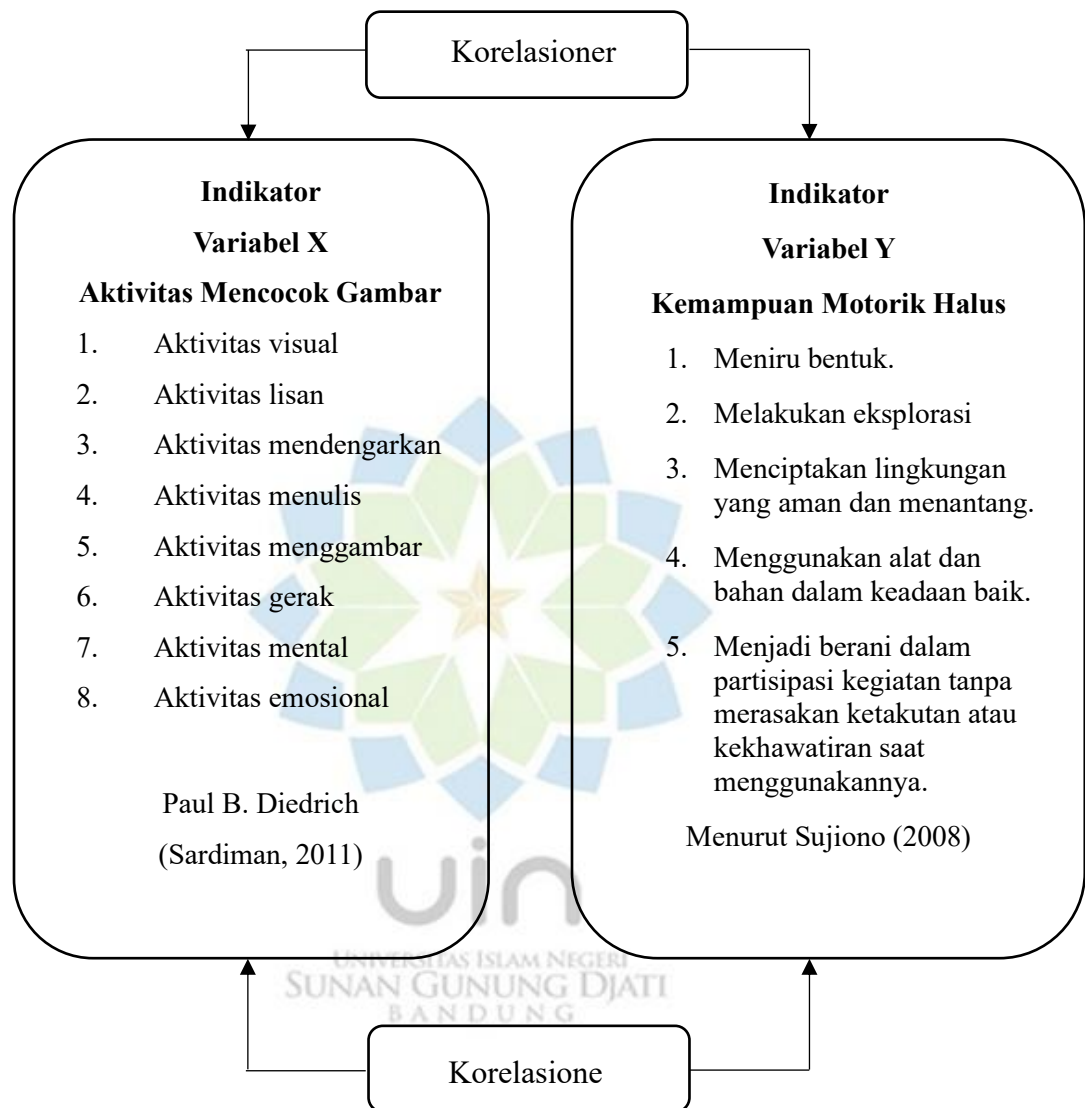 Korelasioner
Indikator
Variabel X
Aktivitas Mencocok Gambar
1. Aktivitas visual
2. Aktivitas lisan
3. Aktivitas mendengarkan
4. Aktivitas menulis
5. Aktivitas menggambar
6. Aktivitas gerak
7. Aktivitas mental
8. Aktivitas emosional
Paul B. Diedrich
(Sardiman, 2011)
Indikator
Variabel Y
Kemampuan Motorik Halus
1. Meniru bentuk.
2. Melakukan eksplorasi
3. Menciptakan lingkungan
yang aman dan menantang.
4. Menggunakan alat dan
bahan dalam keadaan baik.
5. Menjadi berani dalam
partisipasi kegiatan tanpa
merasakan ketakutan atau
kekhawatiran saat
menggunakannya.
Menurut Sujiono (2008)
uin
UNIVERSITAS ISLAM NEGERI
SUNAN GUNUNG DJATI
BANDUNG
Korelasione